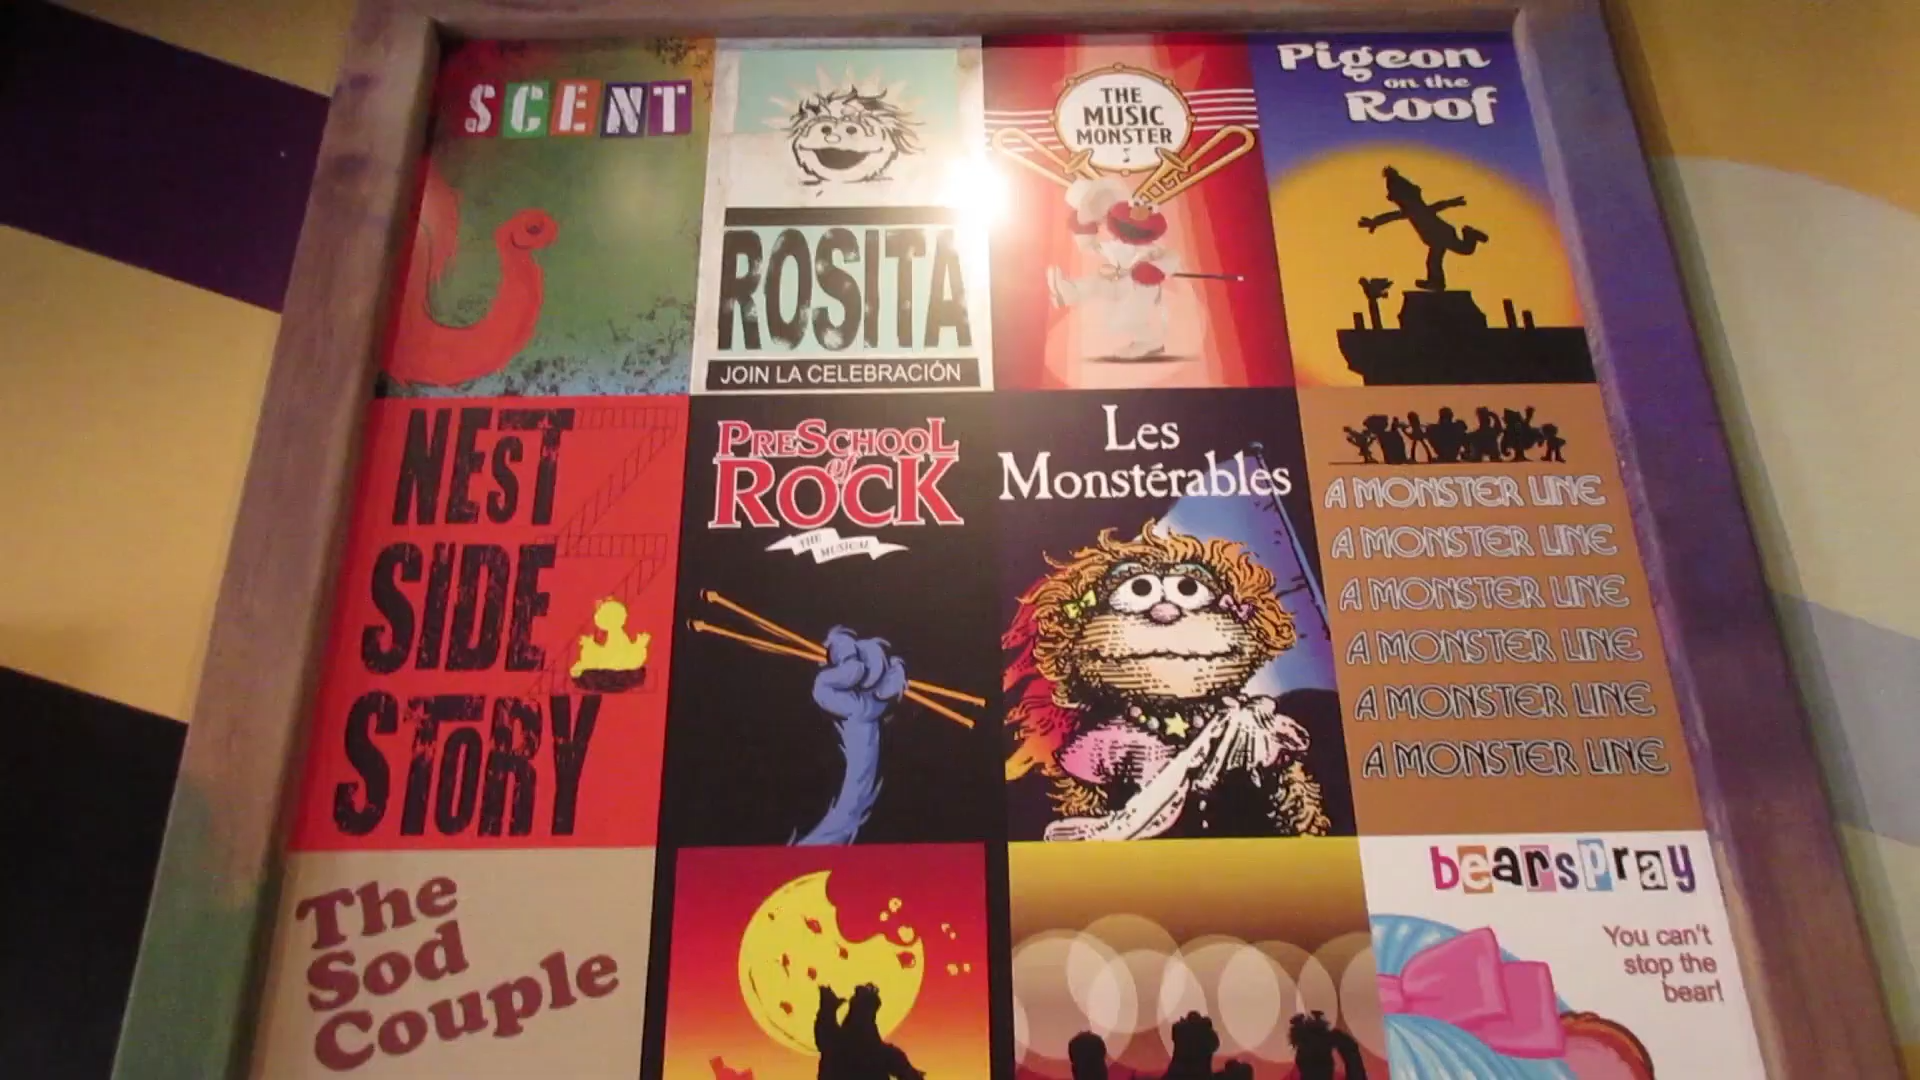 SCENT
ROSITA
JOIN LA CELEBRACIÓN
THE
MUSIC
MONSTER
Pigeon
on the
Roof
NEST
SIDE
STORY
PRESCHOOL
of
ROCK
THE MUSICAL
Les
Monstérables
A MONSTER LINE
A MONSTER LINE
A MONSTER LINE
A MONSTER LINE
A MONSTER LINE
A MONSTER LINE
The
Sod
Couple
bearspray
You can't
stop the
bear!